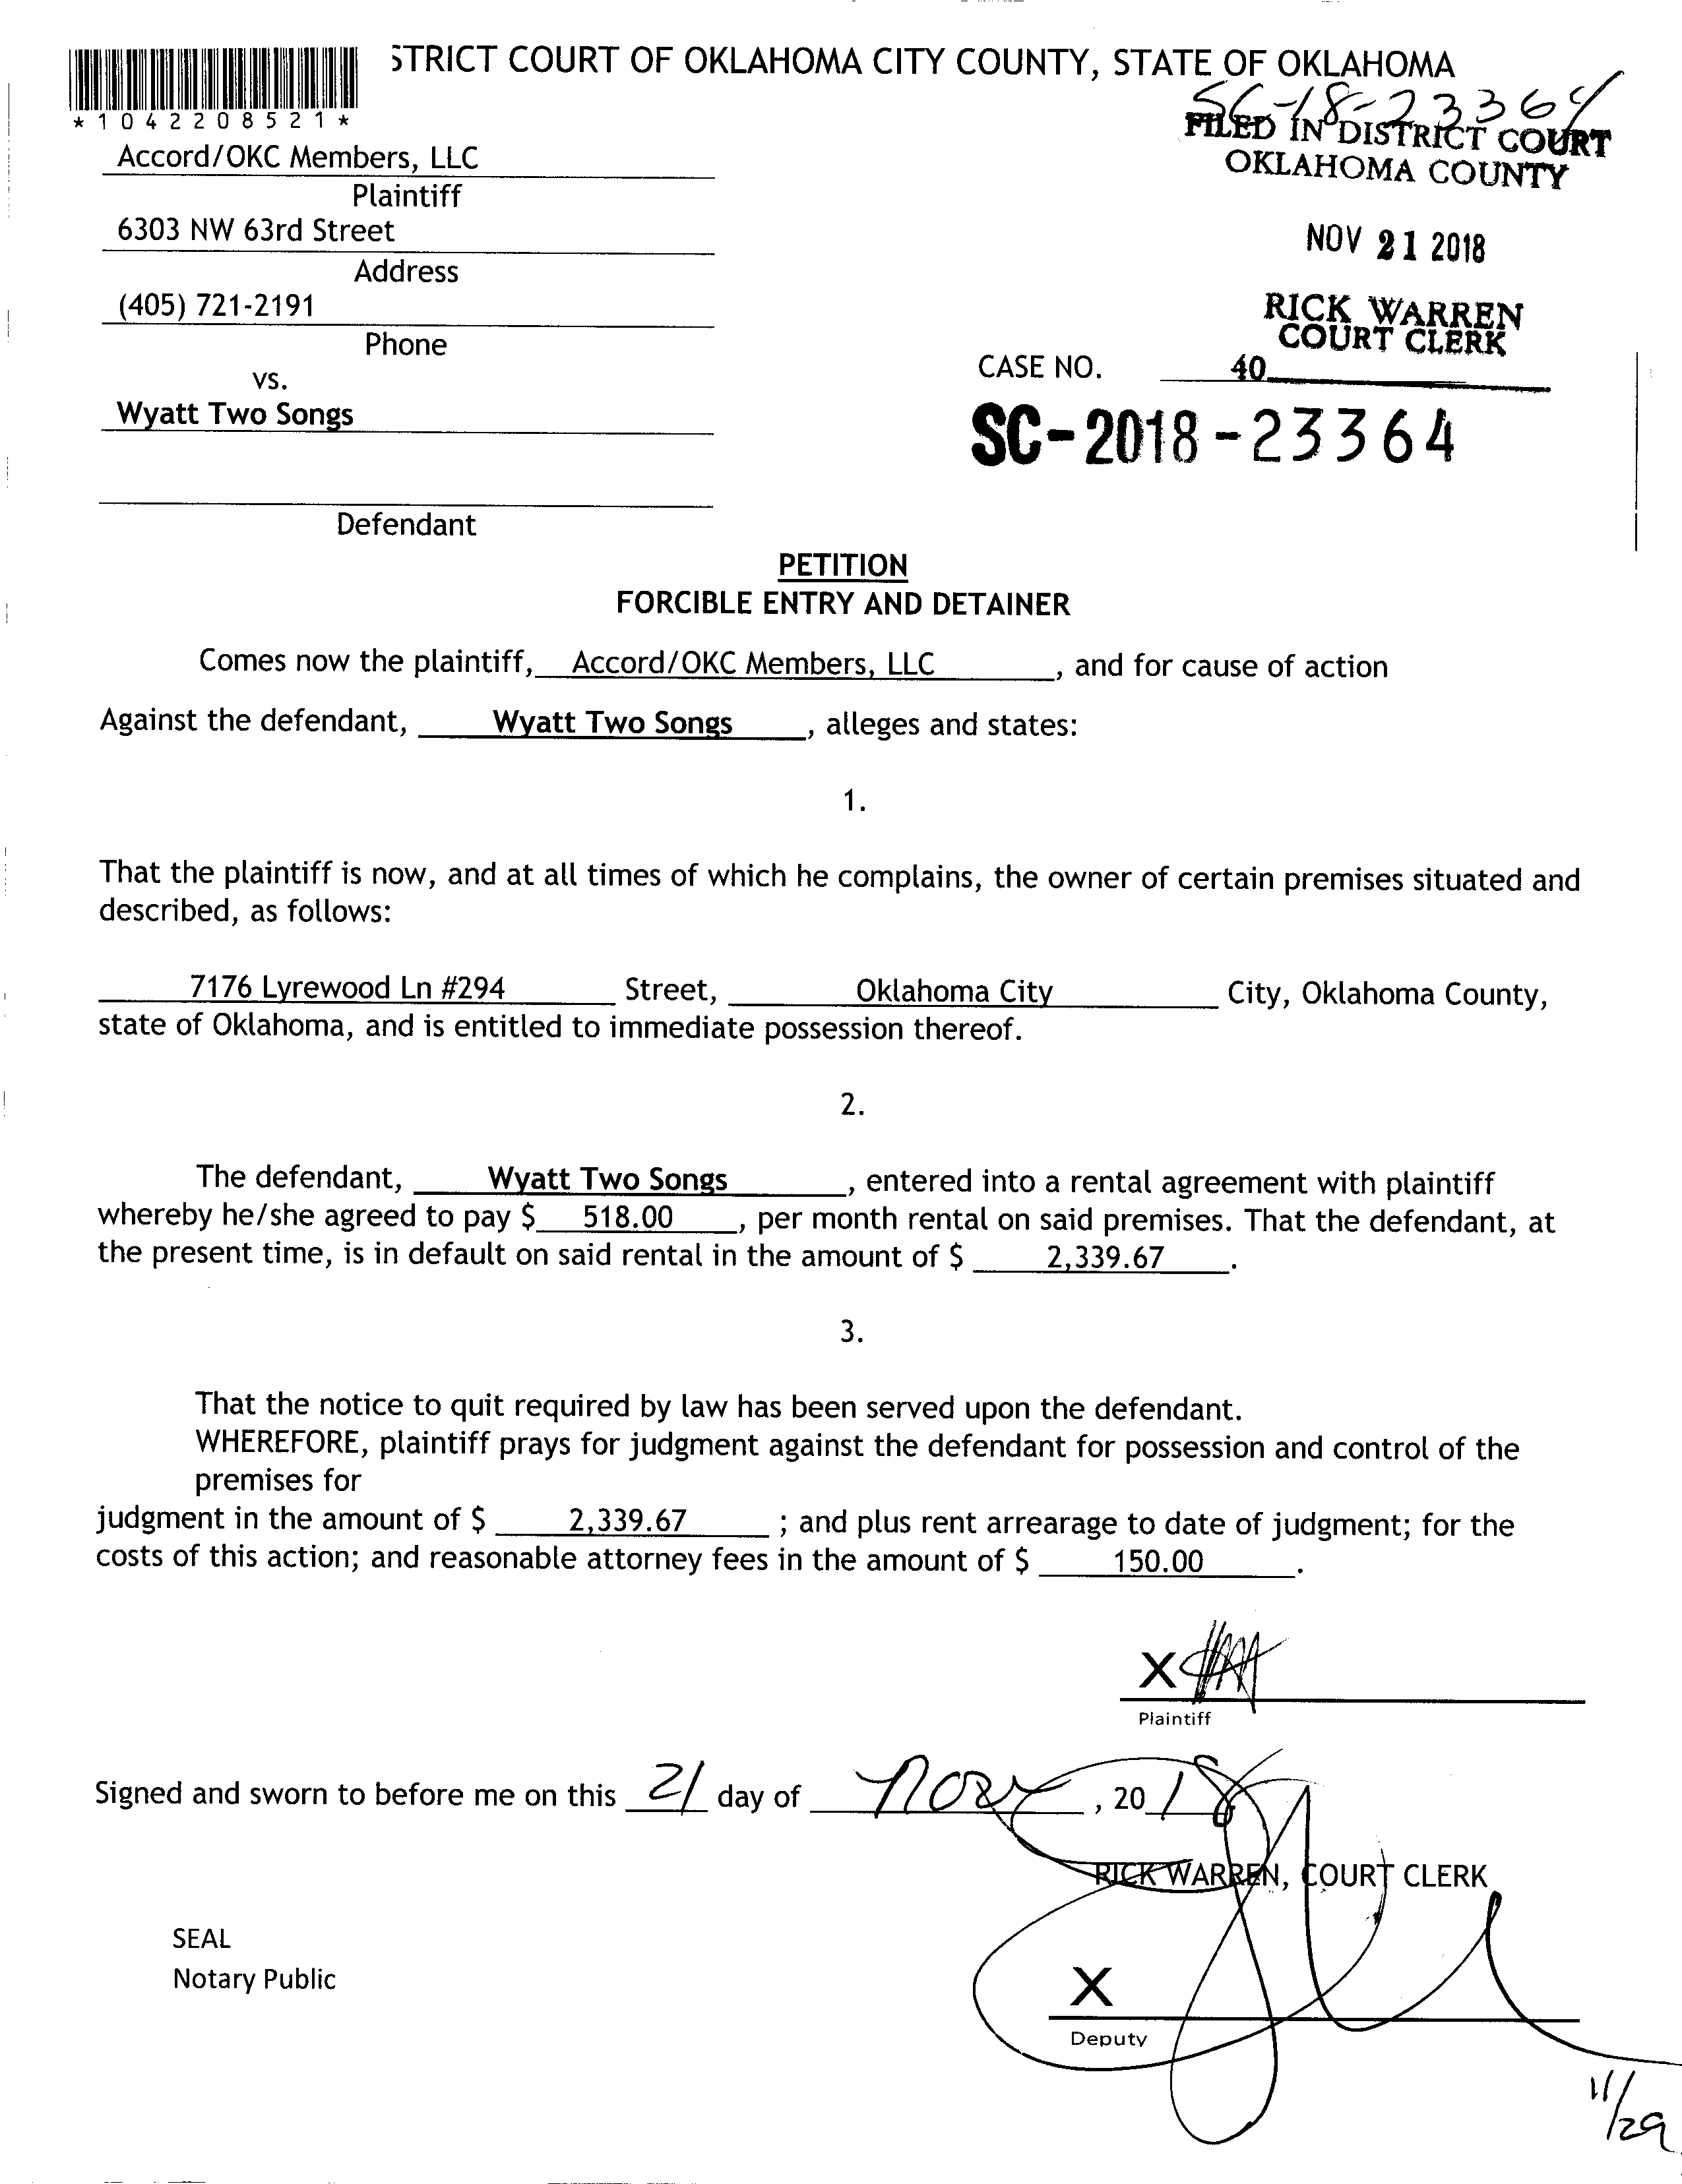 STRICT COURT OF OKLAHOMA CITY COUNTY, STATE OF OKLAHOMA
SC-18-23364
*1042208521*
FILED IN DISTRICT COURT
OKLAHOMA COUNTY
Accord/OKC Members, LLC
Plaintiff
6303 NW 63rd Street
Address
NOV 21 2018
(405) 721-2191
Phone
RICK WARREN
COURT CLERK
vs.
CASE NO. 40
Wyatt Two Songs
SC-2018-23364
Defendant
PETITION
FORCIBLE ENTRY AND DETAINER
Comes now the plaintiff, Accord/OKC Members, LLC, and for cause of action
Against the defendant, Wyatt Two Songs, alleges and states:
1.
That the plaintiff is now, and at all times of which he complains, the owner of certain premises situated and
described, as follows:
7176 Lyrewood Ln #294 Street, Oklahoma City City, Oklahoma County,
state of Oklahoma, and is entitled to immediate possession thereof.
2.
The defendant, Wyatt Two Songs, entered into a rental agreement with plaintiff
whereby he/she agreed to pay $ 518.00, per month rental on said premises. That the defendant, at
the present time, is in default on said rental in the amount of $ 2,339.67.
3.
That the notice to quit required by law has been served upon the defendant.
WHEREFORE, plaintiff prays for judgment against the defendant for possession and control of the
premises for
judgment in the amount of $ 2,339.67 ; and plus rent arrearage to date of judgment; for the
costs of this action; and reasonable attorney fees in the amount of $ 150.00.
X
Plaintiff
Signed and sworn to before me on this 21 day of Nov, 2018
RICK WARREN, COURT CLERK
SEAL
Notary Public
X
Deputy
11/29